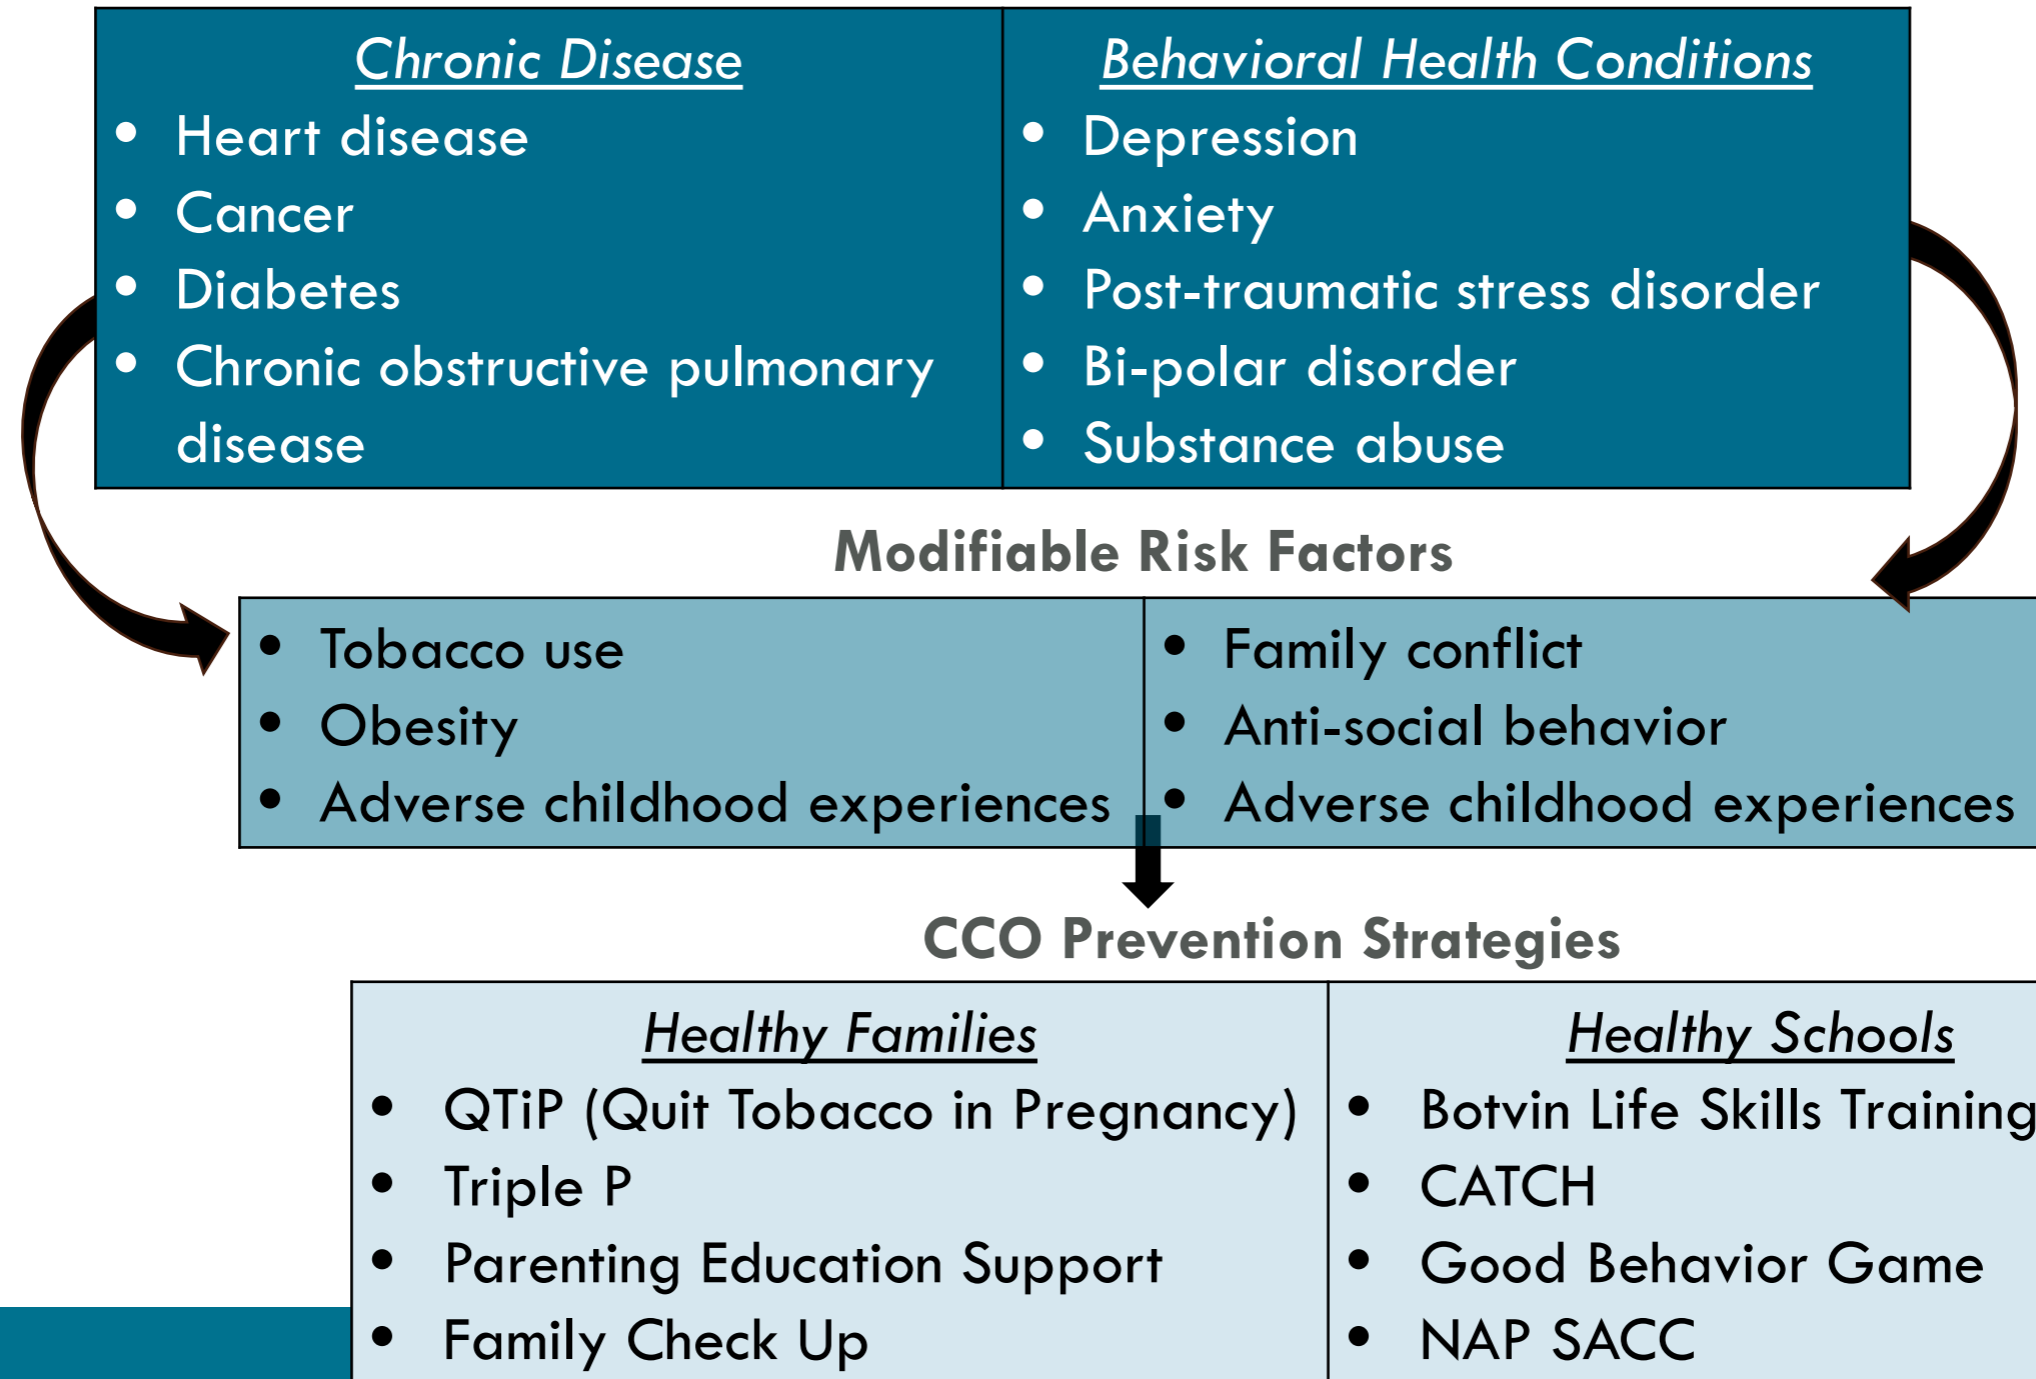 Chronic Disease
• Heart disease
• Cancer
• Diabetes
• Chronic obstructive pulmonary
disease
Behavioral Health Conditions
• Depression
• Anxiety
• Post-traumatic stress disorder
• Bi-polar disorder
• Substance abuse
Modifiable Risk Factors
• Tobacco use
• Obesity
• Adverse childhood experiences
• Family conflict
• Anti-social behavior
• Adverse childhood experiences
CCO Prevention Strategies
Healthy Families
• QTiP (Quit Tobacco in Pregnancy)
• Triple P
• Parenting Education Support
• Family Check Up
Healthy Schools
• Botvin Life Skills Training
• CATCH
• Good Behavior Game
• NAP SACC